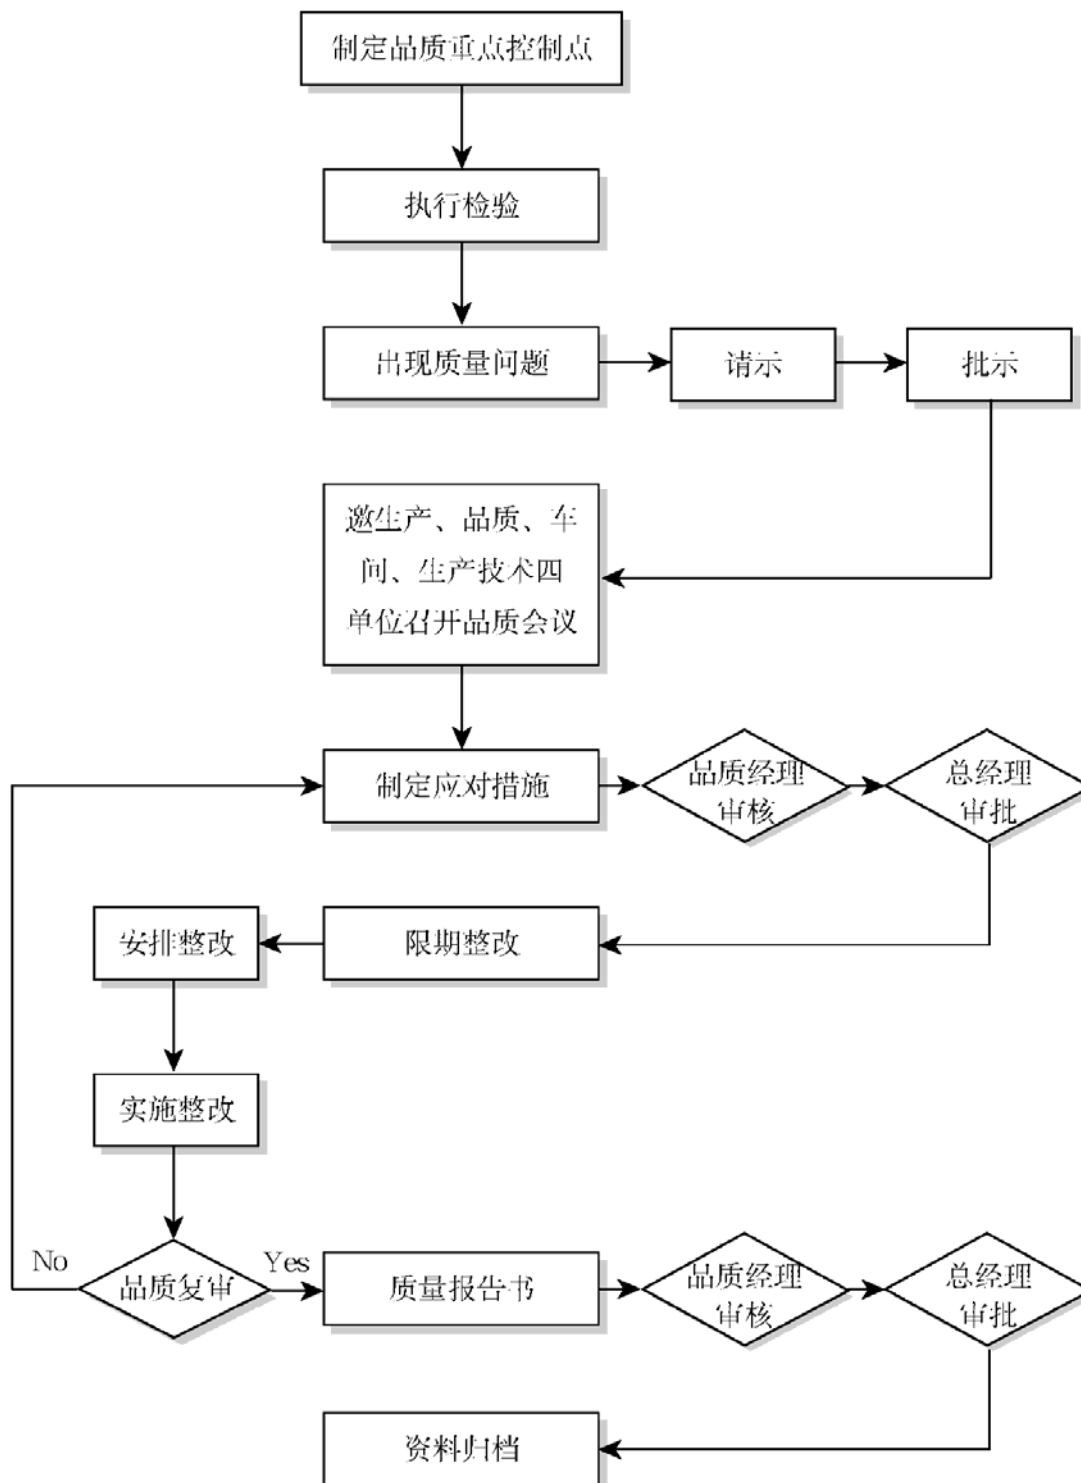 制定品质重点控制点
执行检验
出现质量问题
请示
批示
邀生产、品质、车
间、生产技术四
单位召开品质会议
制定应对措施
品质经理
审核
总经理
审批
安排整改
限期整改
实施整改
No
品质复审
Yes
质量报告书
品质经理
审核
总经理
审批
资料归档